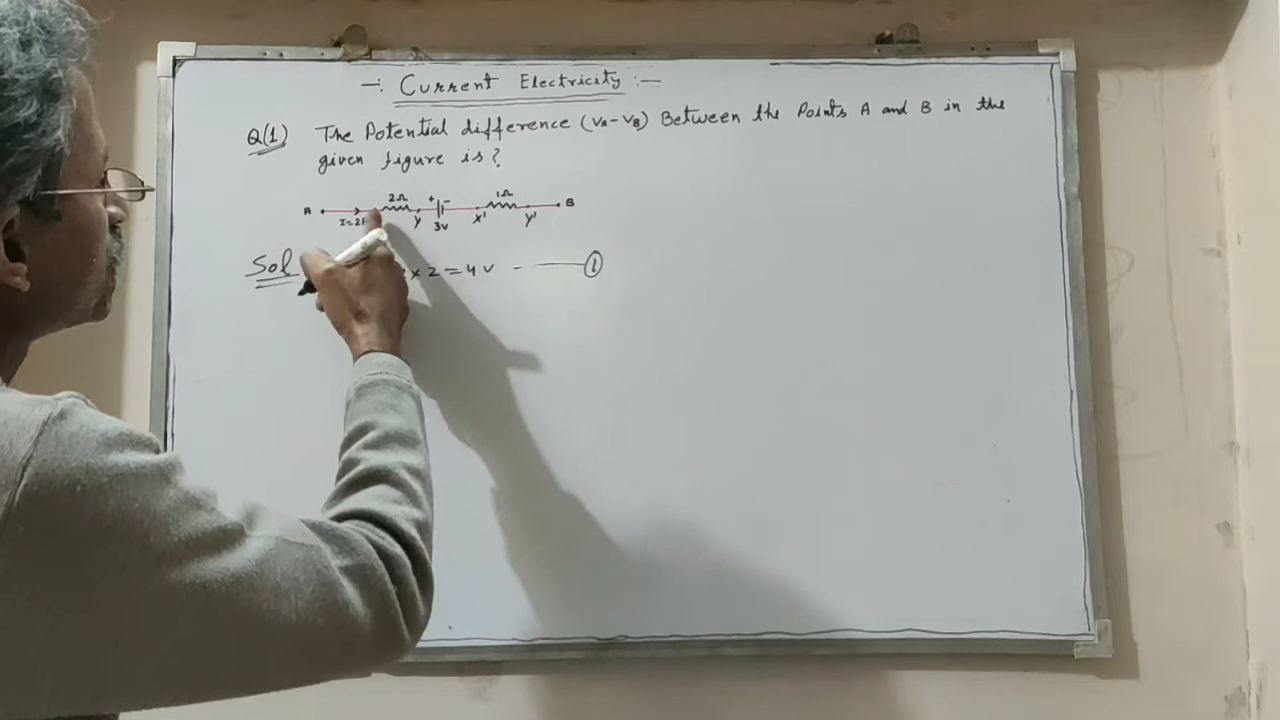 -: Current Electricity :-
Q(1) The Potential difference (VA-VB) Between the Points A and B in the
given figure is?
A I=2 2Ω Y + - 3V X' 1Ω Y' B
Sol × 2 = 4 V - ——— ①